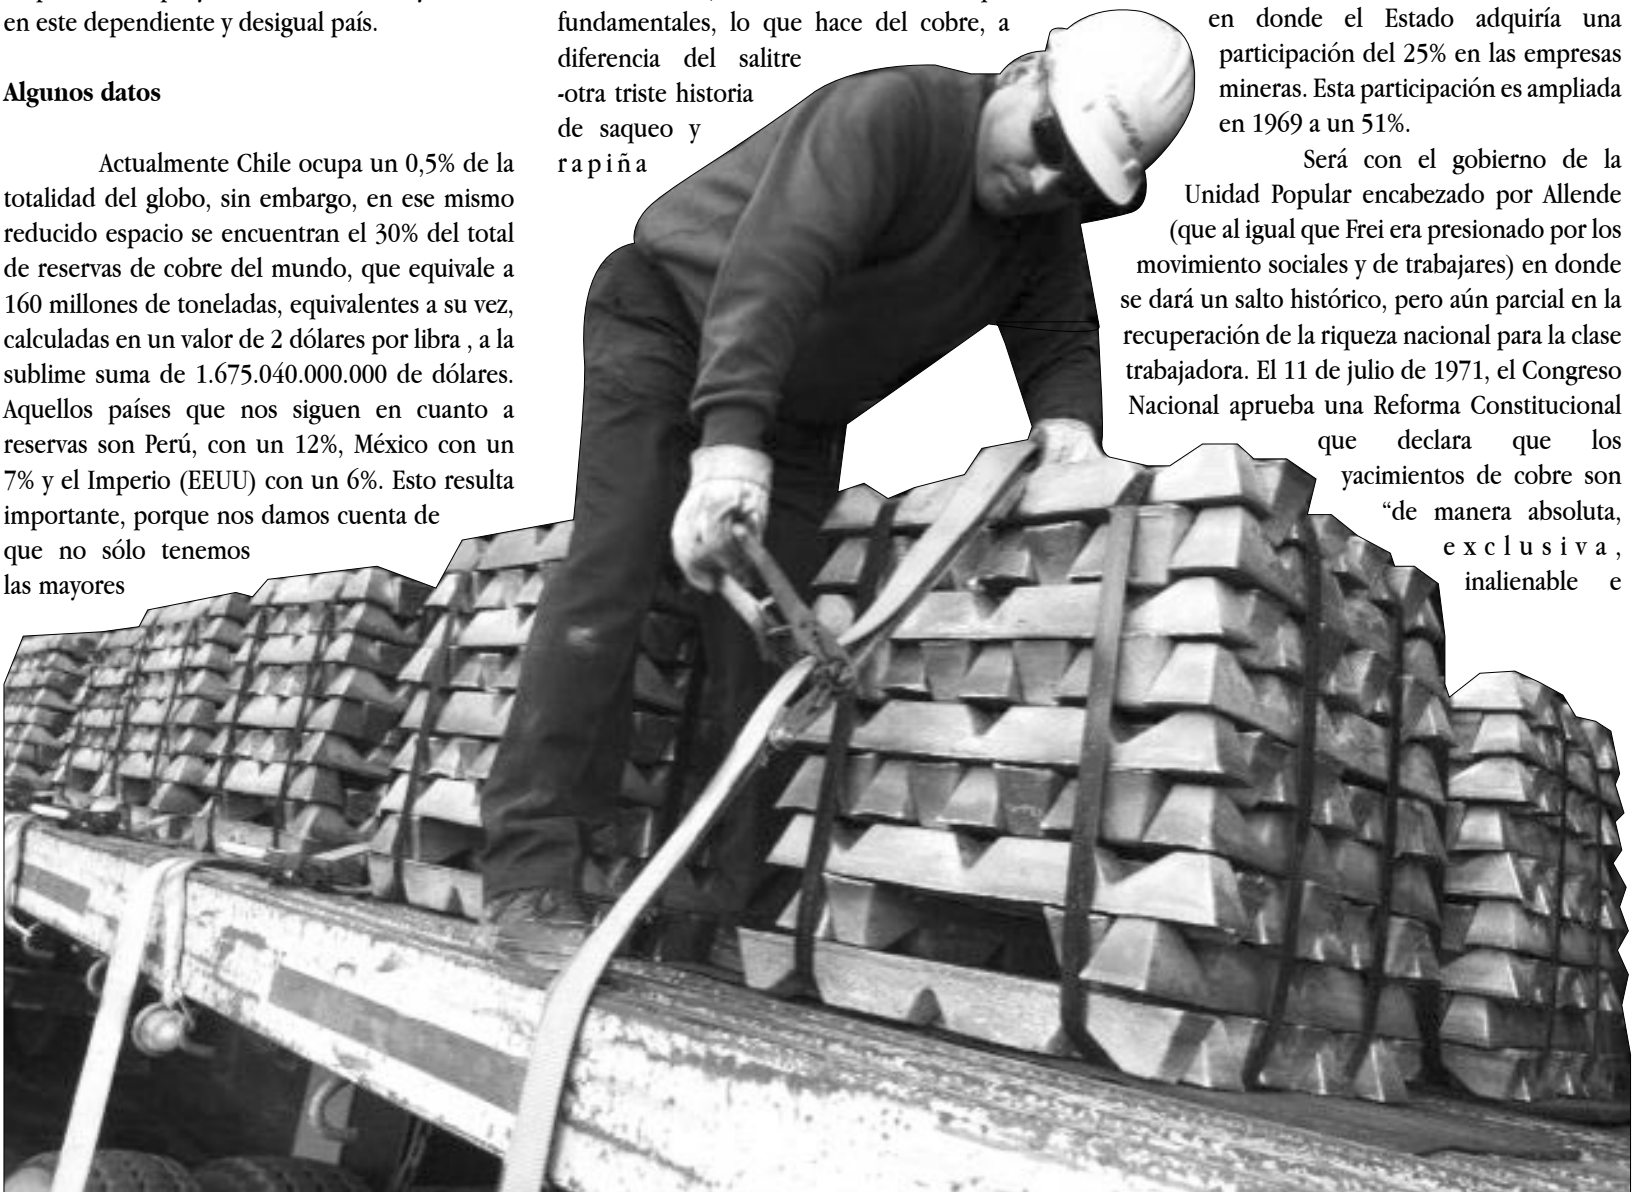 en este dependiente y desigual país.
Algunos datos
Actualmente Chile ocupa un 0,5% de la
totalidad del globo, sin embargo, en ese mismo
reducido espacio se encuentran el 30% del total
de reservas de cobre del mundo, que equivale a
160 millones de toneladas, equivalentes a su vez,
calculadas en un valor de 2 dólares por libra , a la
sublime suma de 1.675.040.000.000 de dólares.
Aquellos países que nos siguen en cuanto a
reservas son Perú, con un 12%, México con un
7% y el Imperio (EEUU) con un 6%. Esto resulta
importante, porque nos damos cuenta de
que no sólo tenemos
las mayores
fundamentales, lo que hace del cobre, a
diferencia del salitre
-otra triste historia
de saqueo y
rapiña
en donde el Estado adquiría una
participación del 25% en las empresas
mineras. Esta participación es ampliada
en 1969 a un 51%.
Será con el gobierno de la
Unidad Popular encabezado por Allende
(que al igual que Frei era presionado por los
movimiento sociales y de trabajares) en donde
se dará un salto histórico, pero aún parcial en la
recuperación de la riqueza nacional para la clase
trabajadora. El 11 de julio de 1971, el Congreso
Nacional aprueba una Reforma Constitucional
que declara que los
yacimientos de cobre son
“de manera absoluta,
exclusiva,
inalienable e